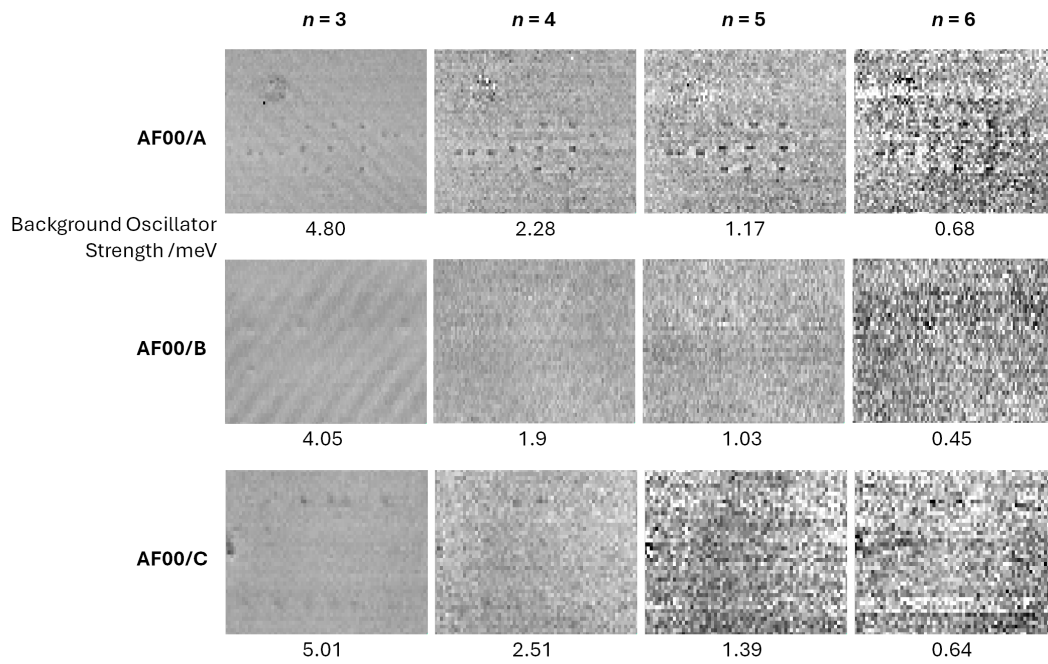 n = 3 n = 4 n = 5 n = 6
AF00/A
Background Oscillator
Strength /meV
4.80 2.28 1.17 0.68
AF00/B
4.05 1.9 1.03 0.45
AF00/C
5.01 2.51 1.39 0.64